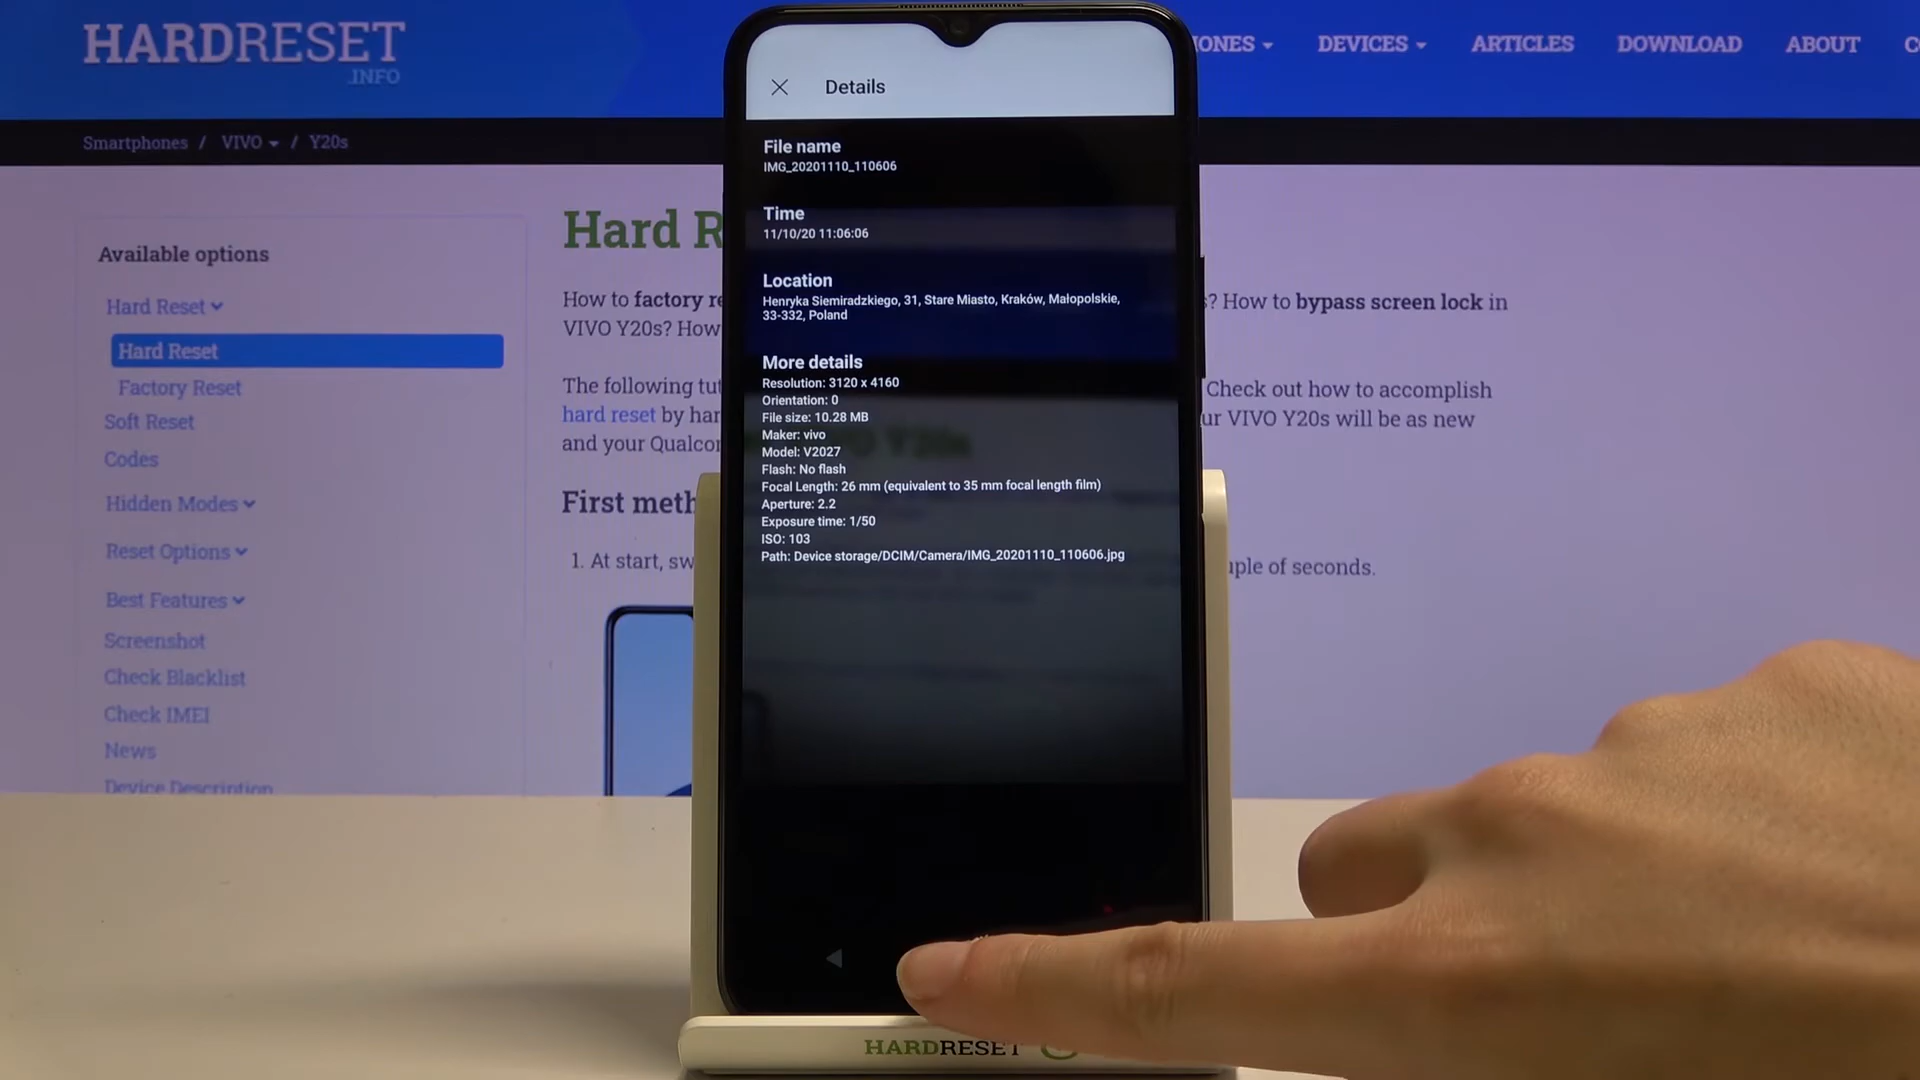 HARDRESET
.INFO
DEVICES
ARTICLES
DOWNLOAD
ABOUT
Smartphones / VIVO / Y20s
Available options
Hard Reset
Hard Reset
Factory Reset
Soft Reset
Codes
Hidden Modes
Reset Options
Best Features
Screenshot
Check Blacklist
Check IMEI
News
Device Description
Hard R
How to factory re
s? How to bypass screen lock in
VIVO Y20s? How
The following tut
Check out how to accomplish
hard reset by har
ur VIVO Y20s will be as new
and your Qualcor
First meth
1. At start, sw
uple of seconds.
Details
File name
IMG_20201110_110606
Time
11/10/20 11:06:06
Location
Henryka Siemiradzkiego, 31, Stare Miasto, Kraków, Małopolskie,
33-332, Poland
More details
Resolution: 3120 x 4160
Orientation: 0
File size: 10.28 MB
Maker: vivo
Model: V2027
Flash: No flash
Focal Length: 26 mm (equivalent to 35 mm focal length film)
Aperture: 2.2
Exposure time: 1/50
ISO: 103
Path: Device storage/DCIM/Camera/IMG_20201110_110606.jpg
HARDRESET